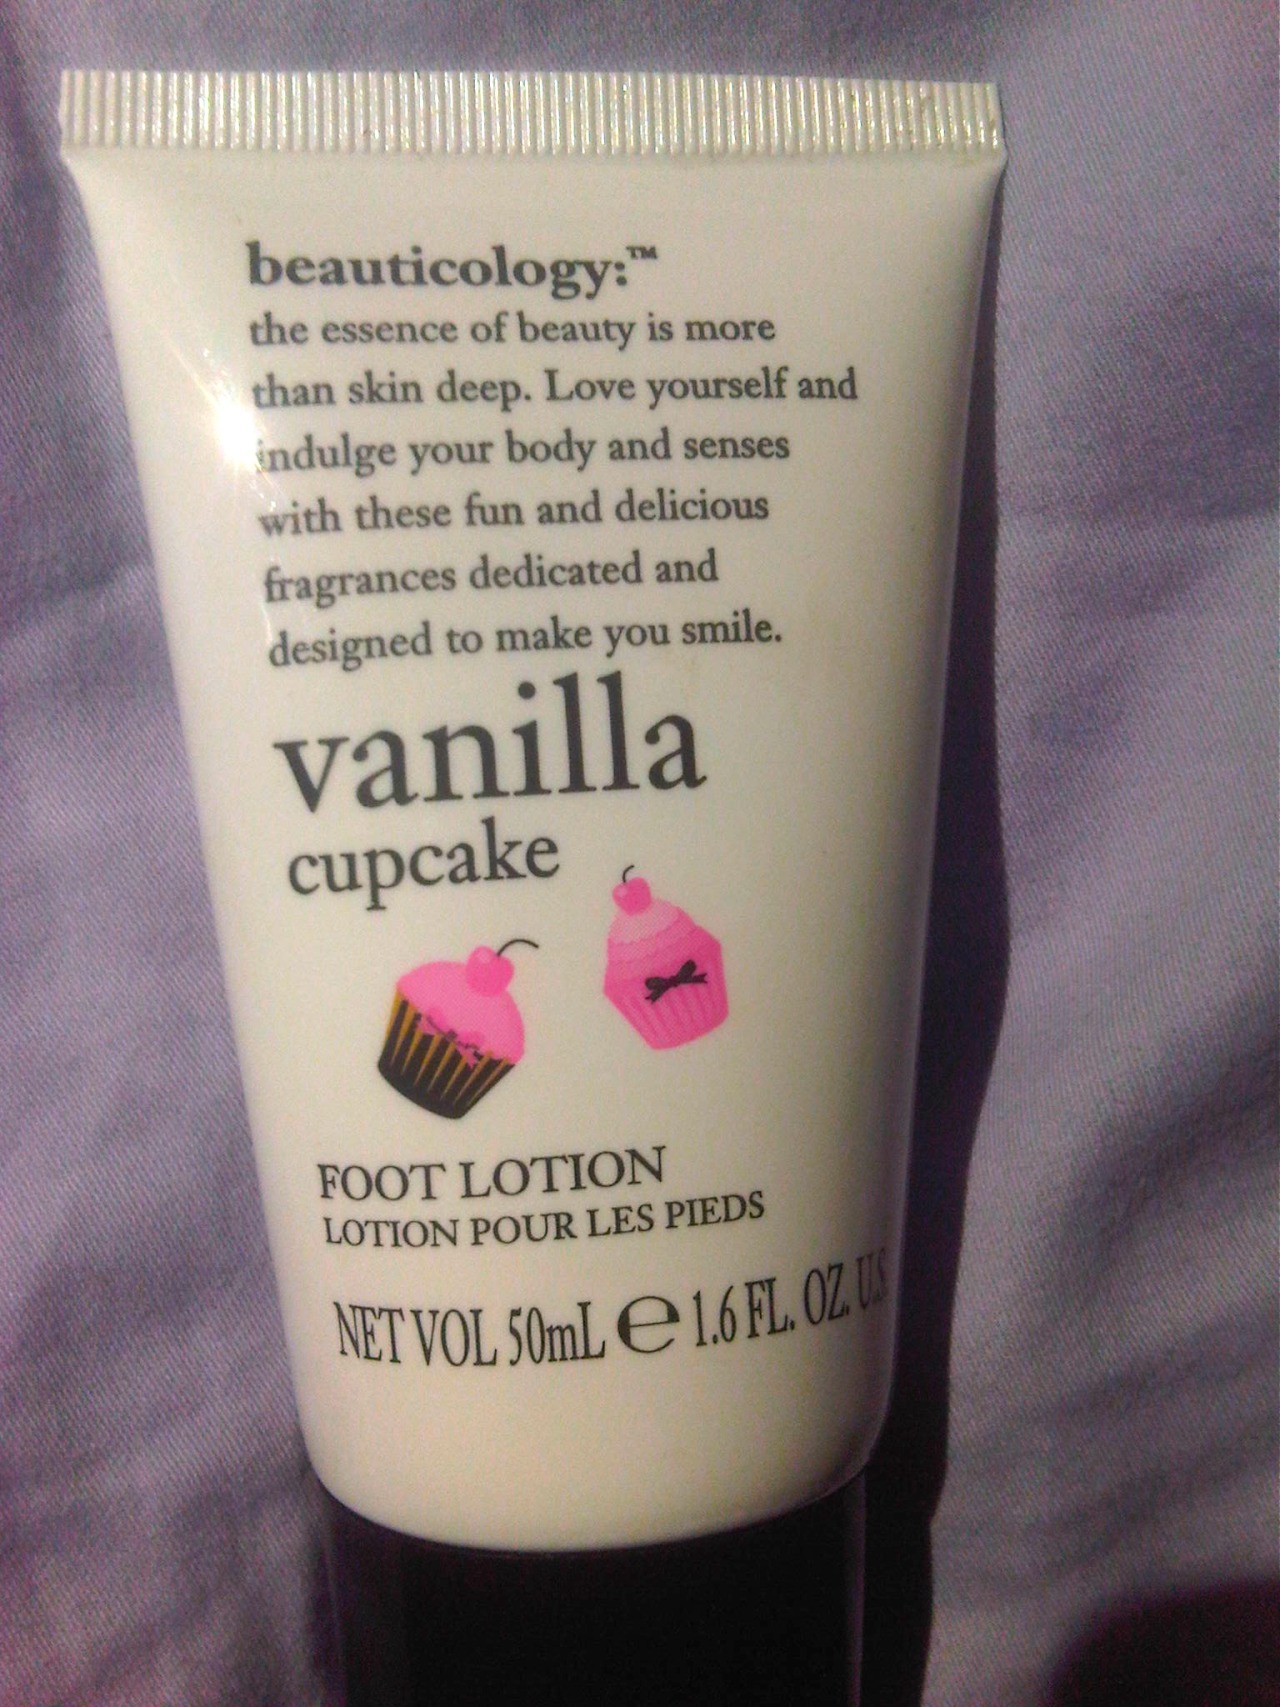 beauticology:™
the essence of beauty is more
than skin deep. Love yourself and
indulge your body and senses
with these fun and delicious
fragrances dedicated and
designed to make you smile.
vanilla
cupcake
FOOT LOTION
LOTION POUR LES PIEDS
NET VOL 50mL ℮ 1.6 FL. OZ. U.S